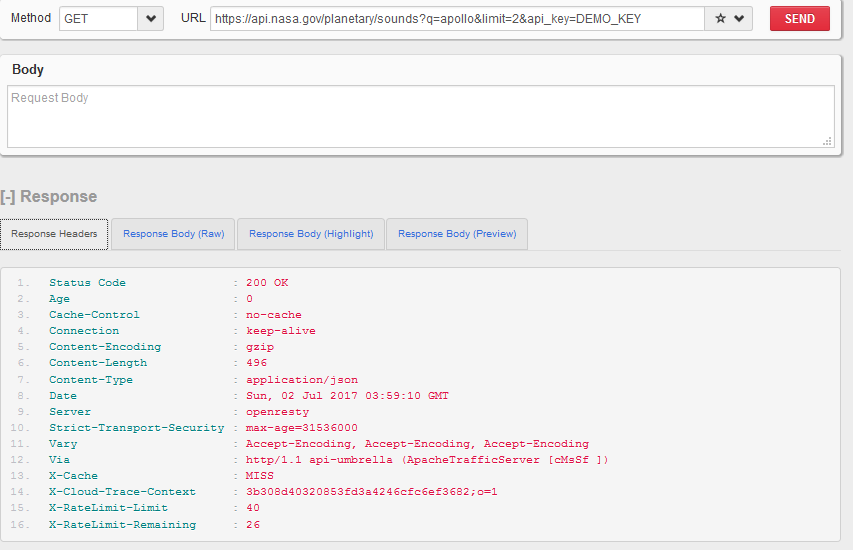 Method GET URL https://api.nasa.gov/planetary/sounds?q=apollo&limit=2&api_key=DEMO_KEY SEND
Body
Request Body
[-] Response
Response Headers Response Body (Raw) Response Body (Highlight) Response Body (Preview)
1. Status Code : 200 OK
2. Age : 0
3. Cache-Control : no-cache
4. Connection : keep-alive
5. Content-Encoding : gzip
6. Content-Length : 496
7. Content-Type : application/json
8. Date : Sun, 02 Jul 2017 03:59:10 GMT
9. Server : openresty
10. Strict-Transport-Security : max-age=31536000
11. Vary : Accept-Encoding, Accept-Encoding, Accept-Encoding
12. Via : http/1.1 api-umbrella (ApacheTrafficServer [cMsSf ])
13. X-Cache : MISS
14. X-Cloud-Trace-Context : 3b308d40320853fd3a4246cfc6ef3682;o=1
15. X-RateLimit-Limit : 40
16. X-RateLimit-Remaining : 26